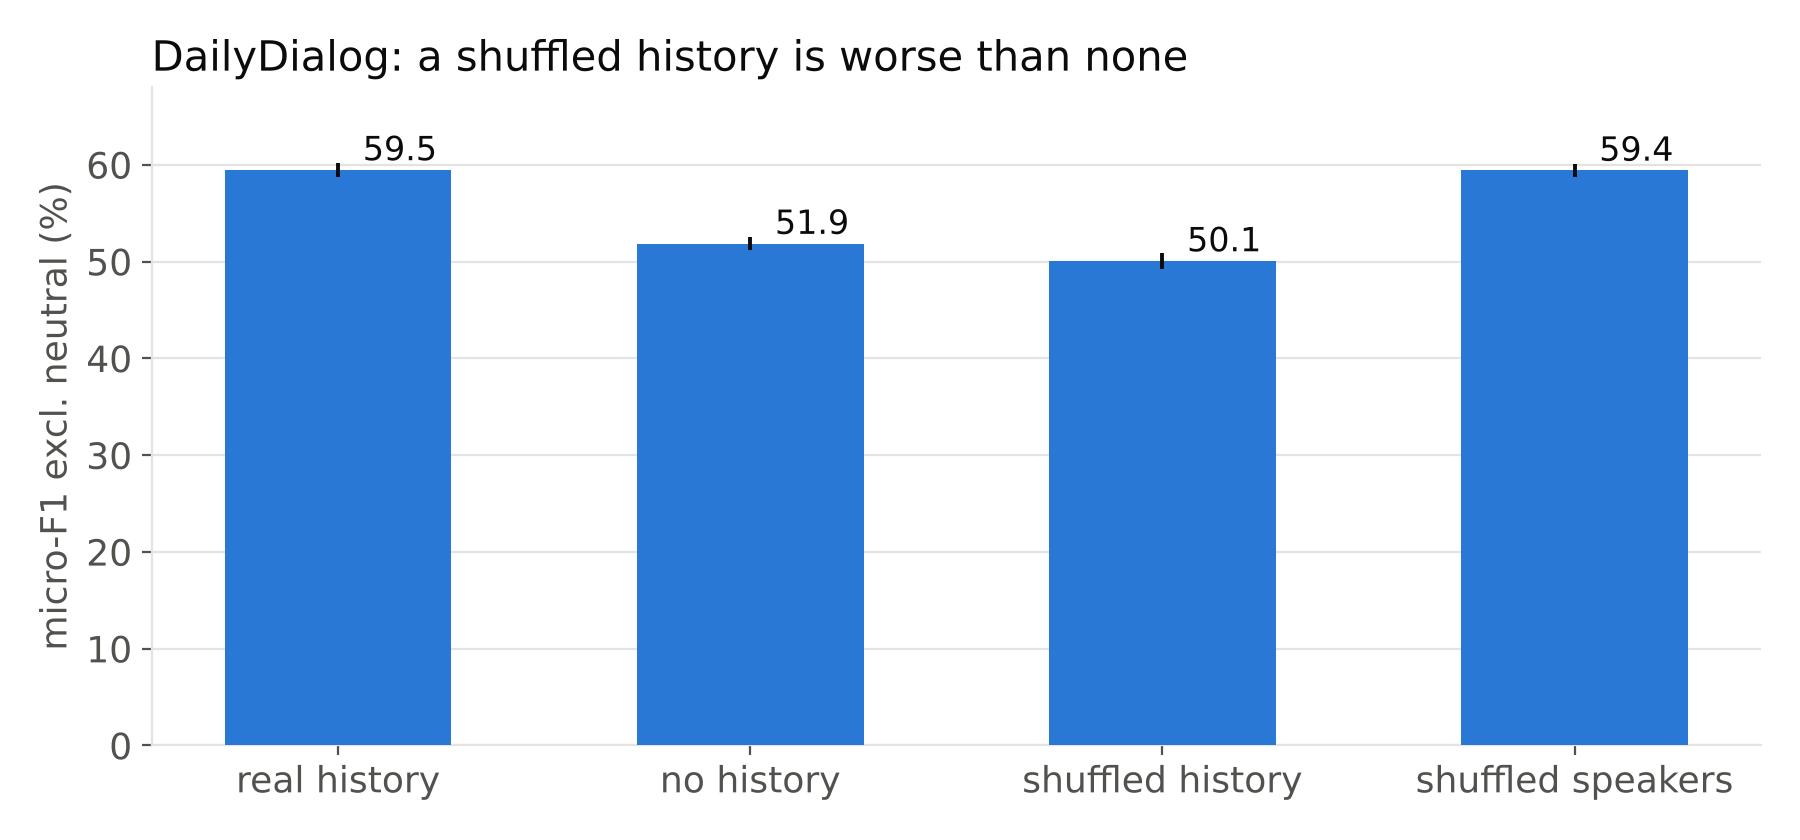 DailyDialog: a shuffled history is worse than none
micro-F1 excl. neutral (%)
60
50
40
30
20
10
0
59.5
51.9
50.1
59.4
real history
no history
shuffled history
shuffled speakers